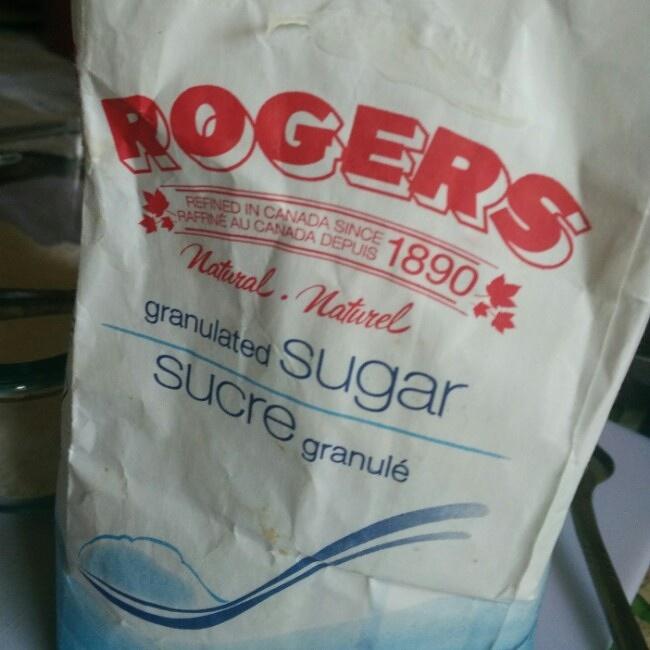 ROGERS
REFINED IN CANADA SINCE
RAFFINÉ AU CANADA DEPUIS 1890
Natural • Naturel
granulated sugar
sucre granulé